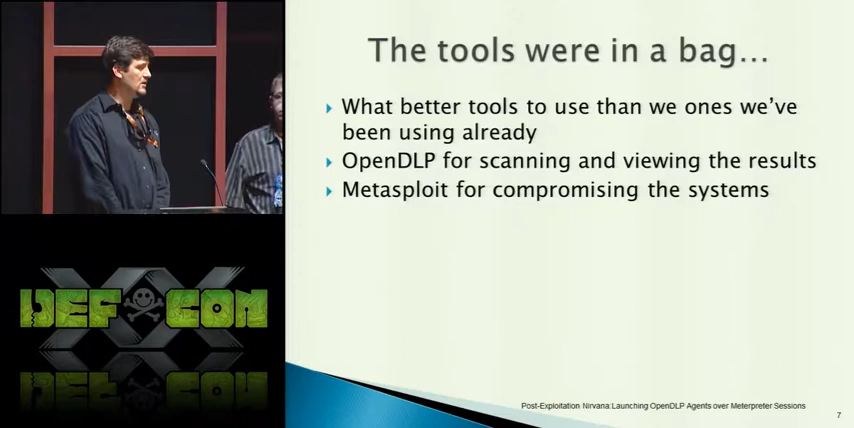 The tools were in a bag...
What better tools to use than we ones we've
been using already
OpenDLP for scanning and viewing the results
Metasploit for compromising the systems
XX
DEF CON
Post-Exploitation Nirvana:Launching OpenDLP Agents over Meterpreter Sessions
7